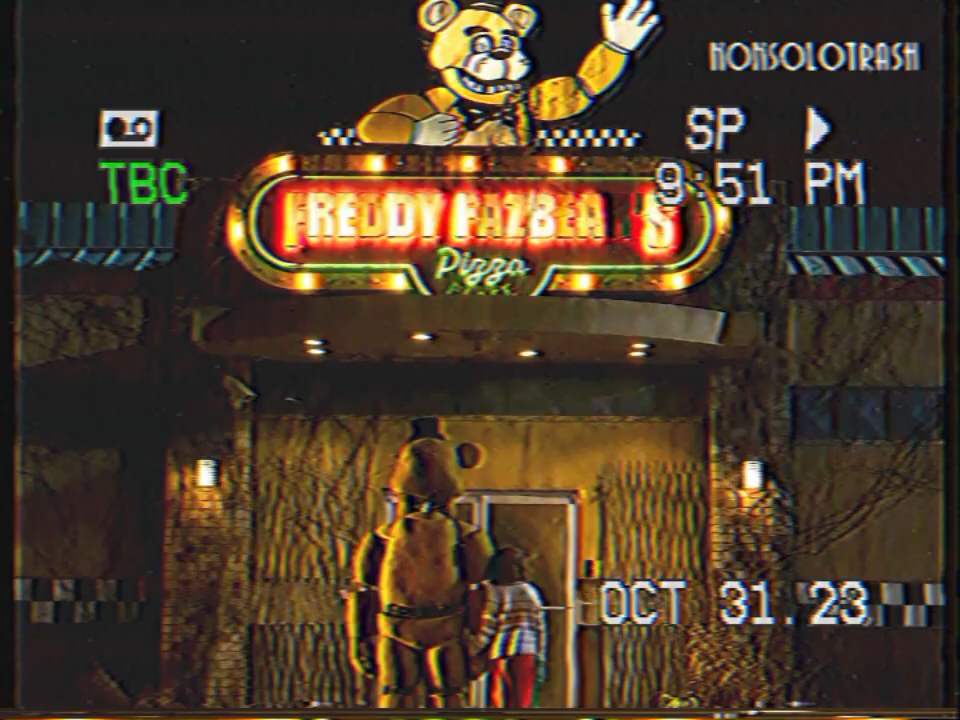 NONSOLOTRASH
SP
TBC
9:51 PM
FREDDY FAZBEA 'S
Pizza
OCT 31. 23